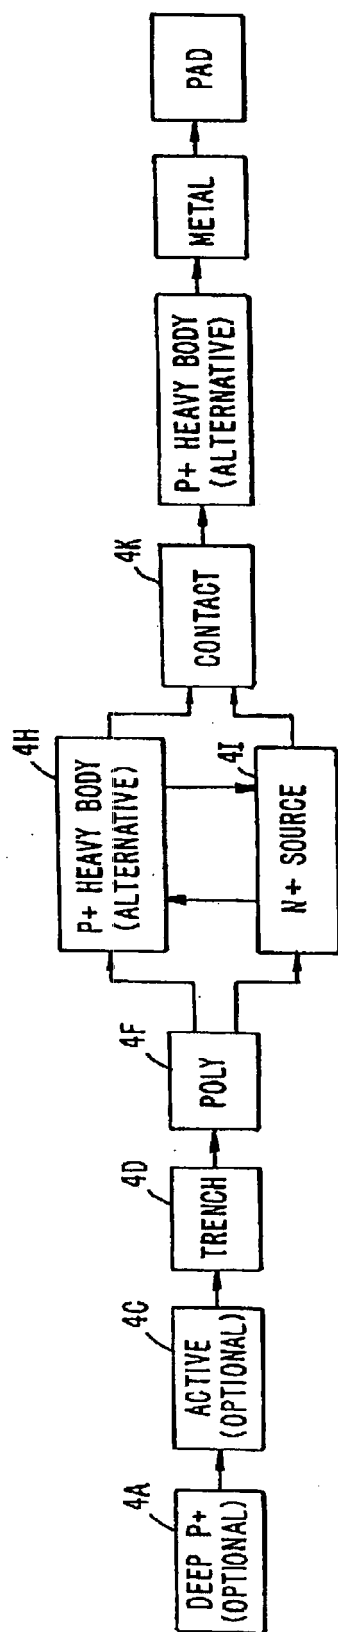 4A
DEEP P+
(OPTIONAL)
4C
ACTIVE
(OPTIONAL)
4D
TRENCH
4F
POLY
4H
P+ HEAVY BODY
(ALTERNATIVE)
4I
N+ SOURCE
4K
CONTACT
P+ HEAVY BODY
(ALTERNATIVE)
METAL
PAD